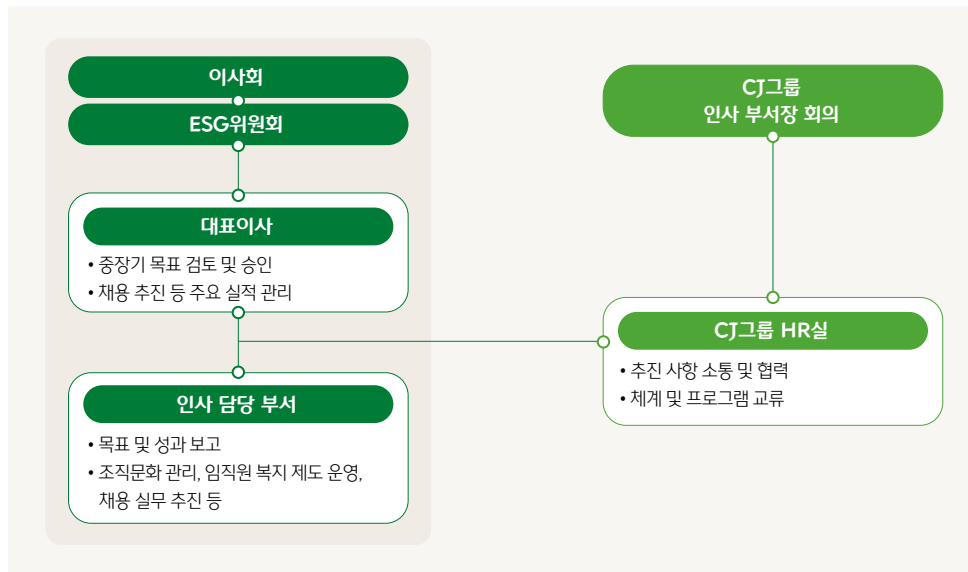 이사회
ESG위원회
대표이사
• 중장기 목표 검토 및 승인
• 채용 추진 등 주요 실적 관리
인사 담당 부서
• 목표 및 성과 보고
• 조직문화 관리, 임직원 복지 제도 운영,
채용 실무 추진 등
CJ그룹
인사 부서장 회의
CJ그룹 HR실
• 추진 사항 소통 및 협력
• 체계 및 프로그램 교류